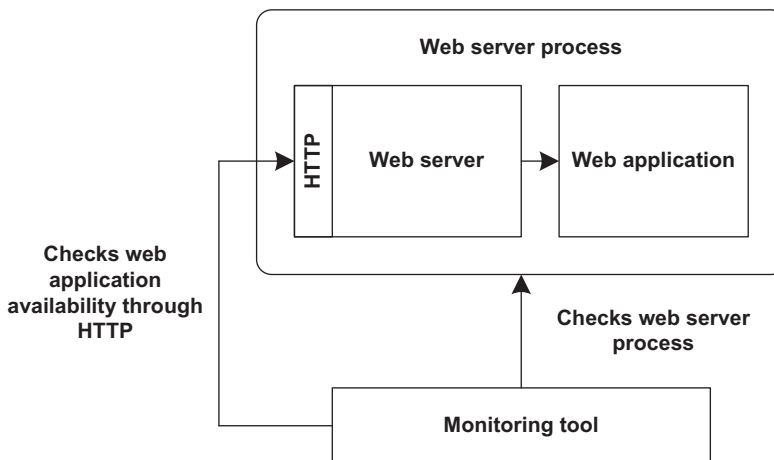 Web server process
HTTP
Web server
Web application
Checks web
application
availability through
HTTP
Checks web server
process
Monitoring tool